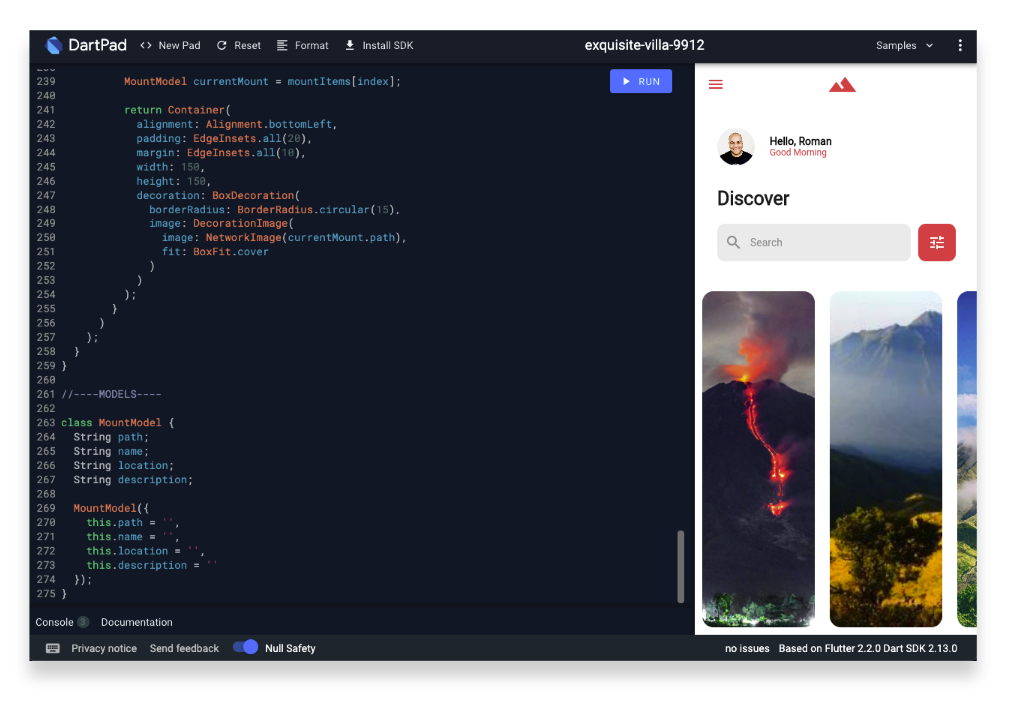 DartPad <> New Pad Reset Format Install SDK exquisite-villa-9912 Samples
239 MountModel currentMount = mountItems[index];
240
241 return Container(
242 alignment: Alignment.bottomLeft,
243 padding: EdgeInsets.all(20),
244 margin: EdgeInsets.all(10),
245 width: 150,
246 height: 150,
247 decoration: BoxDecoration(
248 borderRadius: BorderRadius.circular(15),
249 image: DecorationImage(
250 image: NetworkImage(currentMount.path),
251 fit: BoxFit.cover
252 )
253 )
254 );
255 }
256 )
257 );
258 }
259 }
260
261 //----MODELS----
262
263 class MountModel {
264 String path;
265 String name;
266 String location;
267 String description;
268
269 MountModel({
270 this.path = '',
271 this.name = '',
272 this.location = '',
273 this.description = ''
274 });
275 }
RUN
Hello, Roman
Good Morning
Discover
Search
Console 3 Documentation
Privacy notice Send feedback Null Safety no issues Based on Flutter 2.2.0 Dart SDK 2.13.0